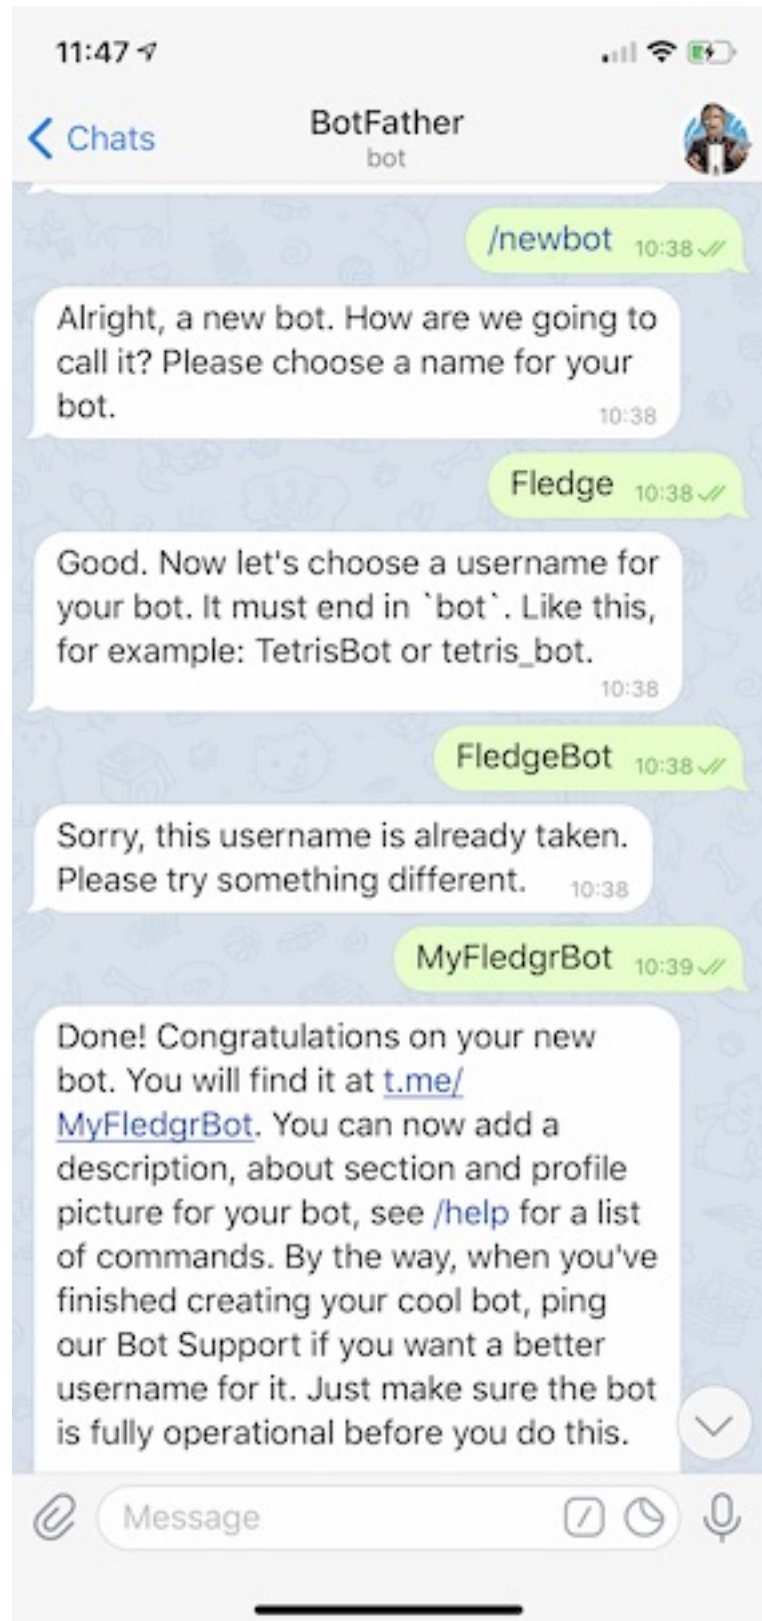 11:47
Chats
BotFather
bot
/newbot 10:38
Alright, a new bot. How are we going to
call it? Please choose a name for your
bot. 10:38
Fledge 10:38
Good. Now let's choose a username for
your bot. It must end in `bot`. Like this,
for example: TetrisBot or tetris_bot.
10:38
FledgeBot 10:38
Sorry, this username is already taken.
Please try something different. 10:38
MyFledgrBot 10:39
Done! Congratulations on your new
bot. You will find it at t.me/
MyFledgrBot. You can now add a
description, about section and profile
picture for your bot, see /help for a list
of commands. By the way, when you've
finished creating your cool bot, ping
our Bot Support if you want a better
username for it. Just make sure the bot
is fully operational before you do this.
Message